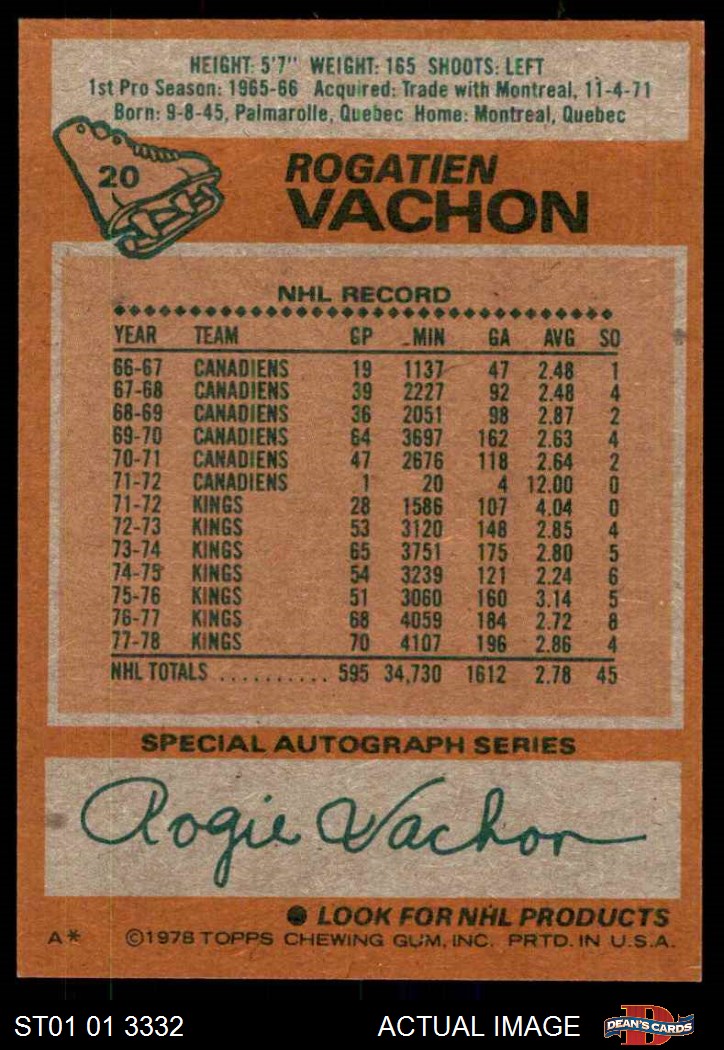 HEIGHT: 5'7" WEIGHT: 165 SHOOTS: LEFT
1st Pro Season: 1965-66 Acquired: Trade with Montreal, 11-4-71
Born: 9-8-45, Palmarolle, Quebec Home: Montreal, Quebec
20
ROGATIEN
VACHON
NHL RECORD
YEAR TEAM GP MIN GA AVG SO
66-67 CANADIENS 19 1137 47 2.48 1
67-68 CANADIENS 39 2227 92 2.48 4
68-69 CANADIENS 36 2051 98 2.87 2
69-70 CANADIENS 64 3697 162 2.63 4
70-71 CANADIENS 47 2676 118 2.64 2
71-72 CANADIENS 1 20 4 12.00 0
71-72 KINGS 28 1586 107 4.04 0
72-73 KINGS 53 3120 148 2.85 4
73-74 KINGS 65 3751 175 2.80 5
74-75 KINGS 54 3239 121 2.24 6
75-76 KINGS 51 3060 160 3.14 5
76-77 KINGS 68 4059 184 2.72 8
77-78 KINGS 70 4107 196 2.86 4
NHL TOTALS .......... 595 34,730 1612 2.78 45
SPECIAL AUTOGRAPH SERIES
Rogie Vachon
● LOOK FOR NHL PRODUCTS
A* ©1978 TOPPS CHEWING GUM, INC. PRTD. IN U.S.A.
ST01 01 3332 ACTUAL IMAGE D DEAN'S CARDS